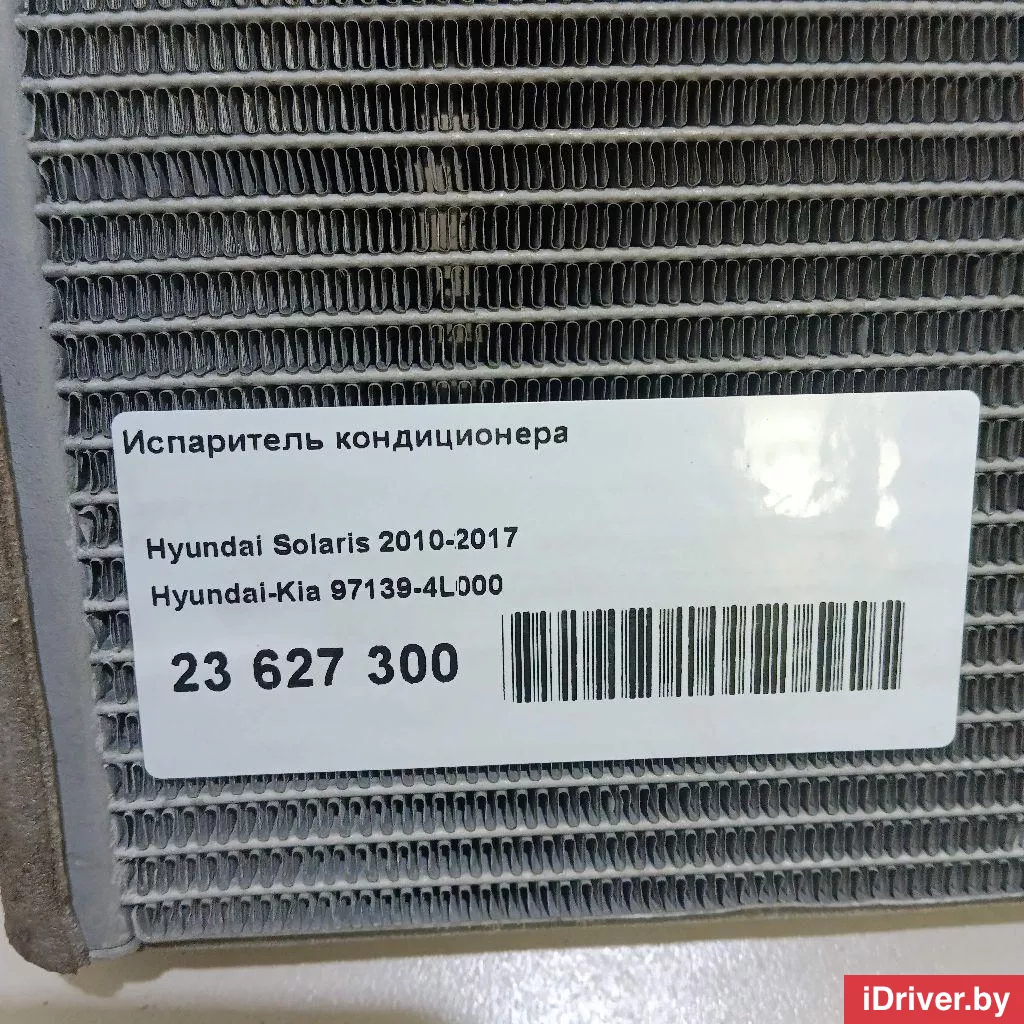 Испаритель кондиционера
Hyundai Solaris 2010-2017
Hyundai-Kia 97139-4L000
23 627 300
iDriver.by